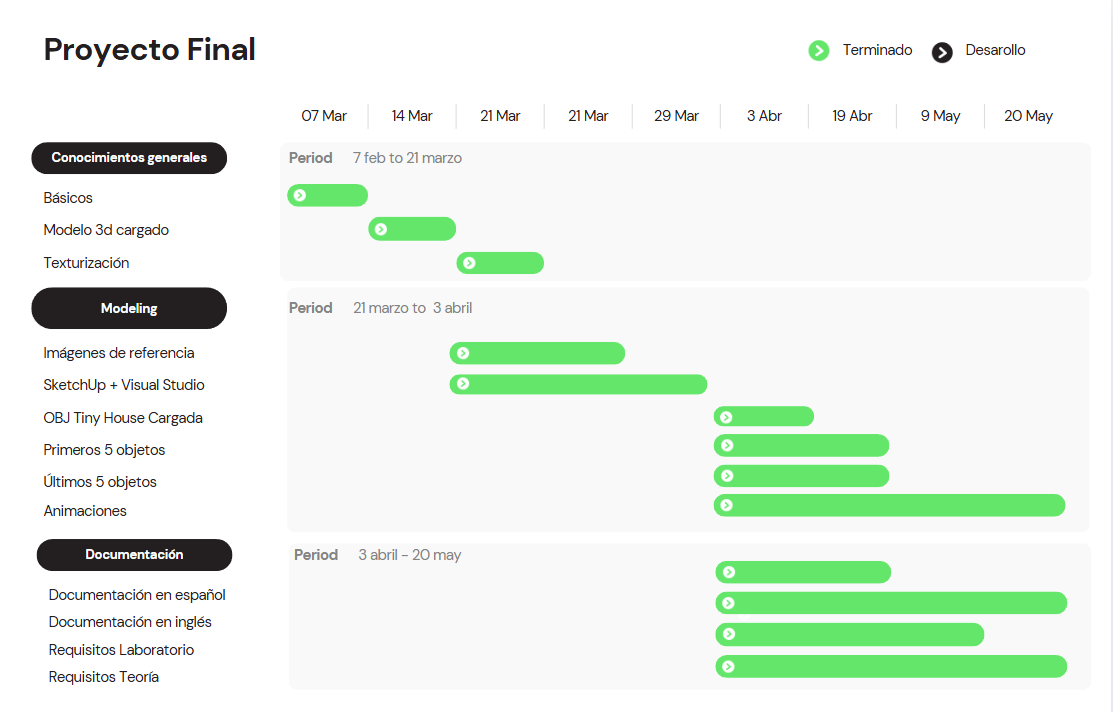 Proyecto Final
Terminado
Desarollo
07 Mar 14 Mar 21 Mar 21 Mar 29 Mar 3 Abr 19 Abr 9 May 20 May
Conocimientos generales
Period 7 feb to 21 marzo
Básicos
Modelo 3d cargado
Texturización
Modeling
Period 21 marzo to 3 abril
Imágenes de referencia
SketchUp + Visual Studio
OBJ Tiny House Cargada
Primeros 5 objetos
Últimos 5 objetos
Animaciones
Documentación
Period 3 abril - 20 may
Documentación en español
Documentación en inglés
Requisitos Laboratorio
Requisitos Teoría